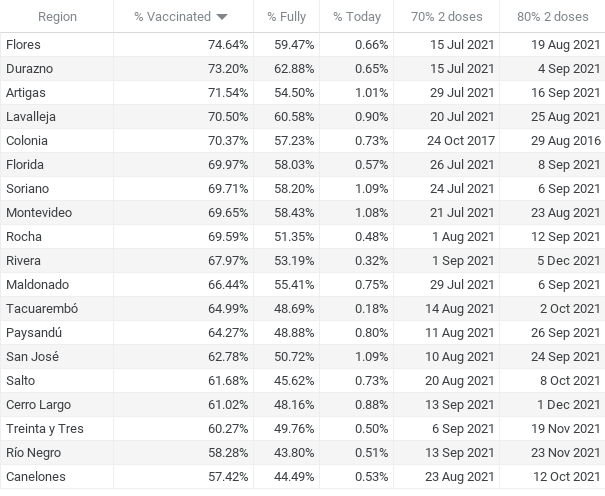 Region % Vaccinated % Fully % Today 70% 2 doses 80% 2 doses
Flores 74.64% 59.47% 0.66% 15 Jul 2021 19 Aug 2021
Durazno 73.20% 62.88% 0.65% 15 Jul 2021 4 Sep 2021
Artigas 71.54% 54.50% 1.01% 29 Jul 2021 16 Sep 2021
Lavalleja 70.50% 60.58% 0.90% 20 Jul 2021 25 Aug 2021
Colonia 70.37% 57.23% 0.73% 24 Oct 2017 29 Aug 2016
Florida 69.97% 58.03% 0.57% 26 Jul 2021 8 Sep 2021
Soriano 69.71% 58.20% 1.09% 24 Jul 2021 6 Sep 2021
Montevideo 69.65% 58.43% 1.08% 21 Jul 2021 23 Aug 2021
Rocha 69.59% 51.35% 0.48% 1 Aug 2021 12 Sep 2021
Rivera 67.97% 53.19% 0.32% 1 Sep 2021 5 Dec 2021
Maldonado 66.44% 55.41% 0.75% 29 Jul 2021 6 Sep 2021
Tacuarembó 64.99% 48.69% 0.18% 14 Aug 2021 2 Oct 2021
Paysandú 64.27% 48.88% 0.80% 11 Aug 2021 26 Sep 2021
San José 62.78% 50.72% 1.09% 10 Aug 2021 24 Sep 2021
Salto 61.68% 45.62% 0.73% 20 Aug 2021 8 Oct 2021
Cerro Largo 61.02% 48.16% 0.88% 13 Sep 2021 1 Dec 2021
Treinta y Tres 60.27% 49.76% 0.50% 6 Sep 2021 19 Nov 2021
Río Negro 58.28% 43.80% 0.51% 13 Sep 2021 23 Nov 2021
Canelones 57.42% 44.49% 0.53% 23 Aug 2021 12 Oct 2021